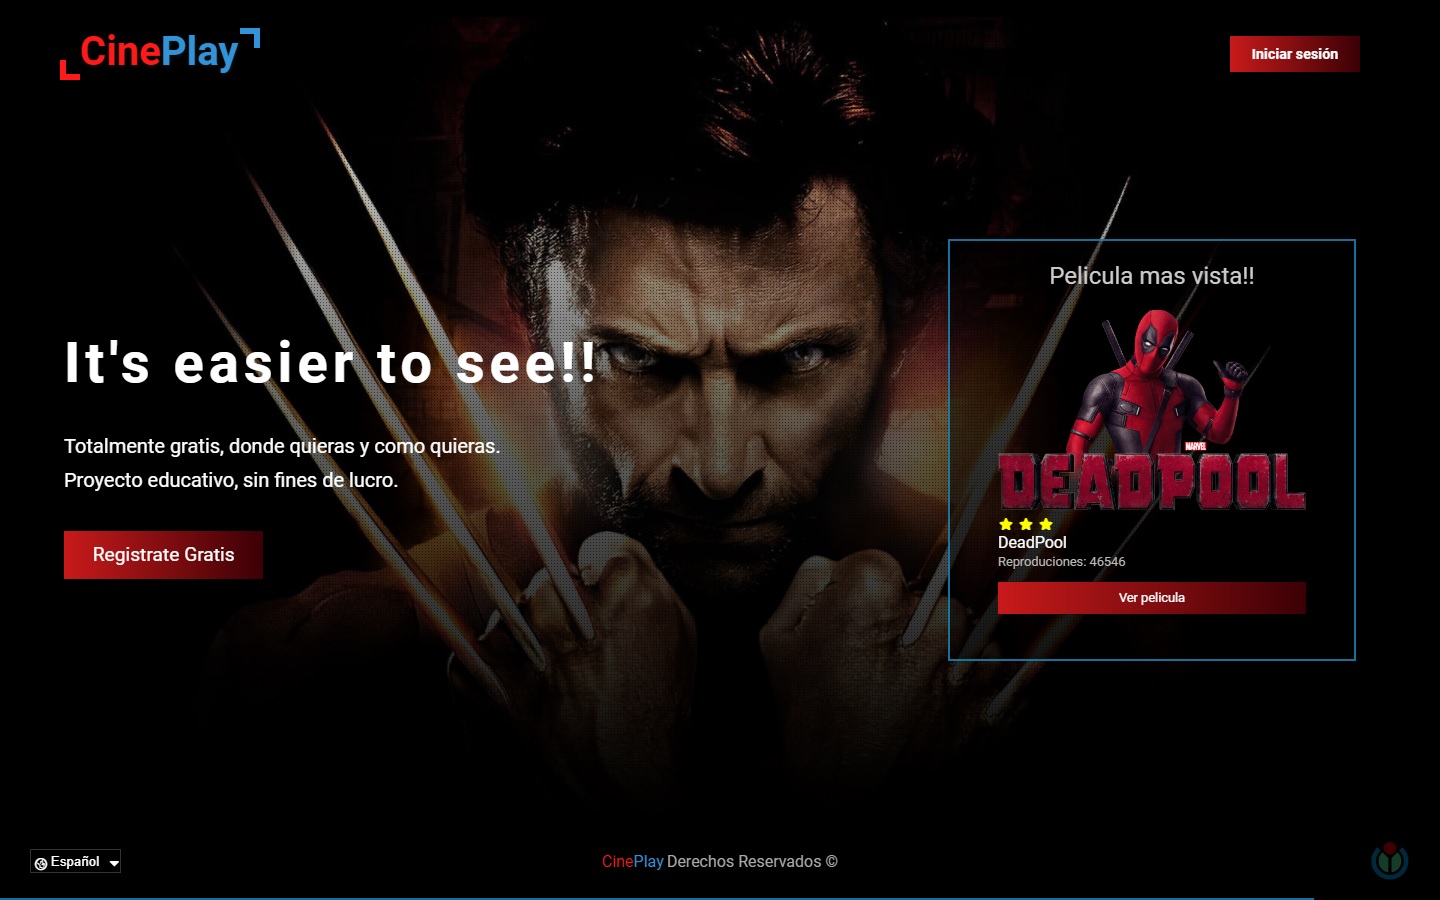 CinePlay
Iniciar sesión
It's easier to see!!
Totalmente gratis, donde quieras y como quieras.
Proyecto educativo, sin fines de lucro.
Registrate Gratis
Pelicula mas vista!!
MARVEL
DEADPOOL
DeadPool
Reproduciones: 46546
Ver pelicula
Español
CinePlay Derechos Reservados ©